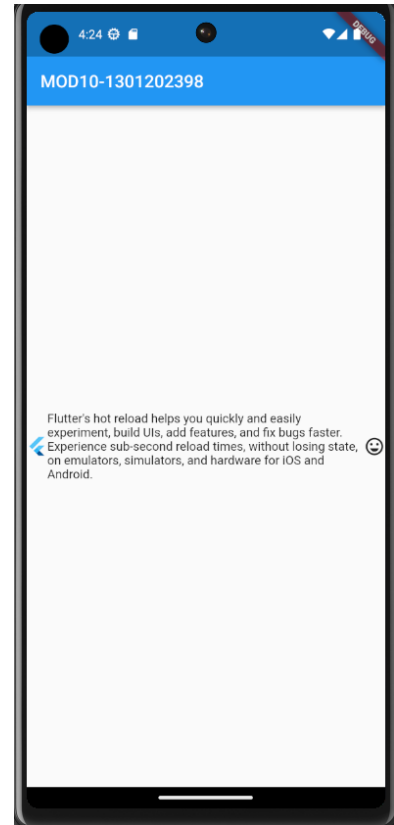 4:24
DEBUG
MOD10-1301202398
Flutter's hot reload helps you quickly and easily
experiment, build UIs, add features, and fix bugs faster.
Experience sub-second reload times, without losing state,
on emulators, simulators, and hardware for iOS and
Android.